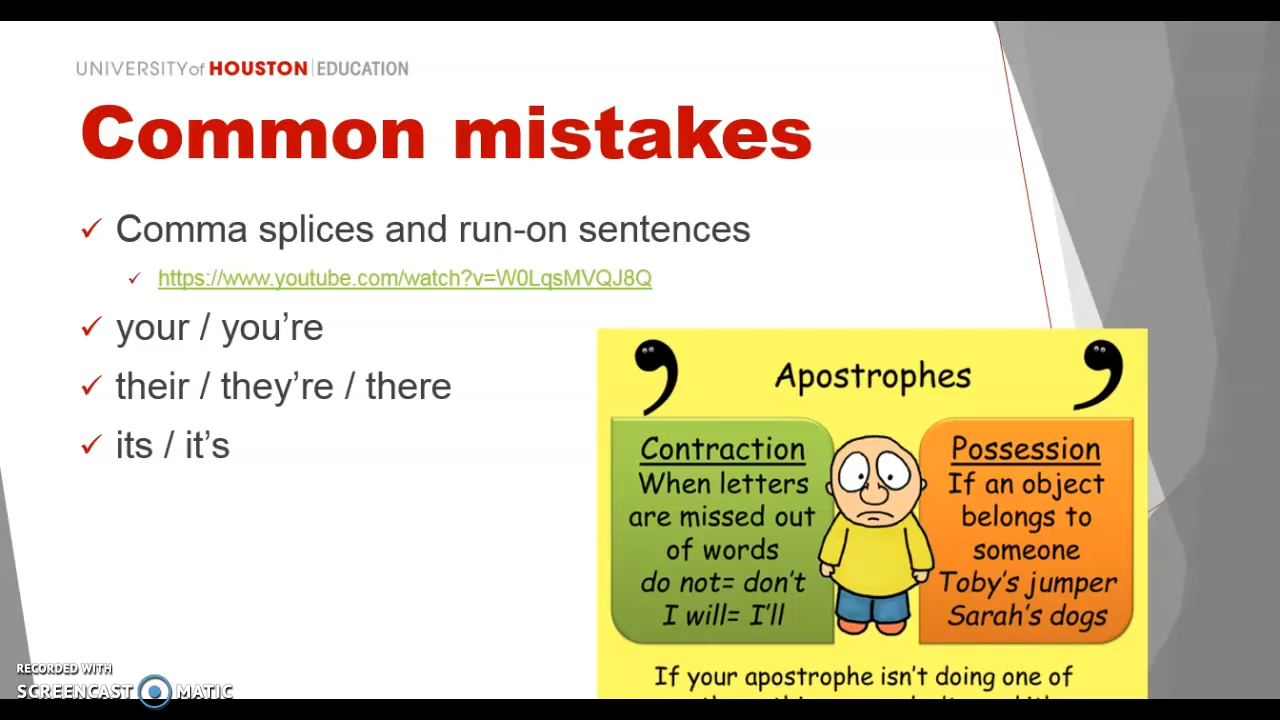 UNIVERSITY of HOUSTON | EDUCATION
Common mistakes
Comma splices and run-on sentences
https://www.youtube.com/watch?v=W0LqsMVQJ8Q
your / you're
their / they're / there
its / it's
Apostrophes
Contraction
When letters
are missed out
of words
do not= don't
I will= I'll
Possession
If an object
belongs to
someone
Toby's jumper
Sarah's dogs
If your apostrophe isn't doing one of
RECORDED WITH
SCREENCAST MATIC